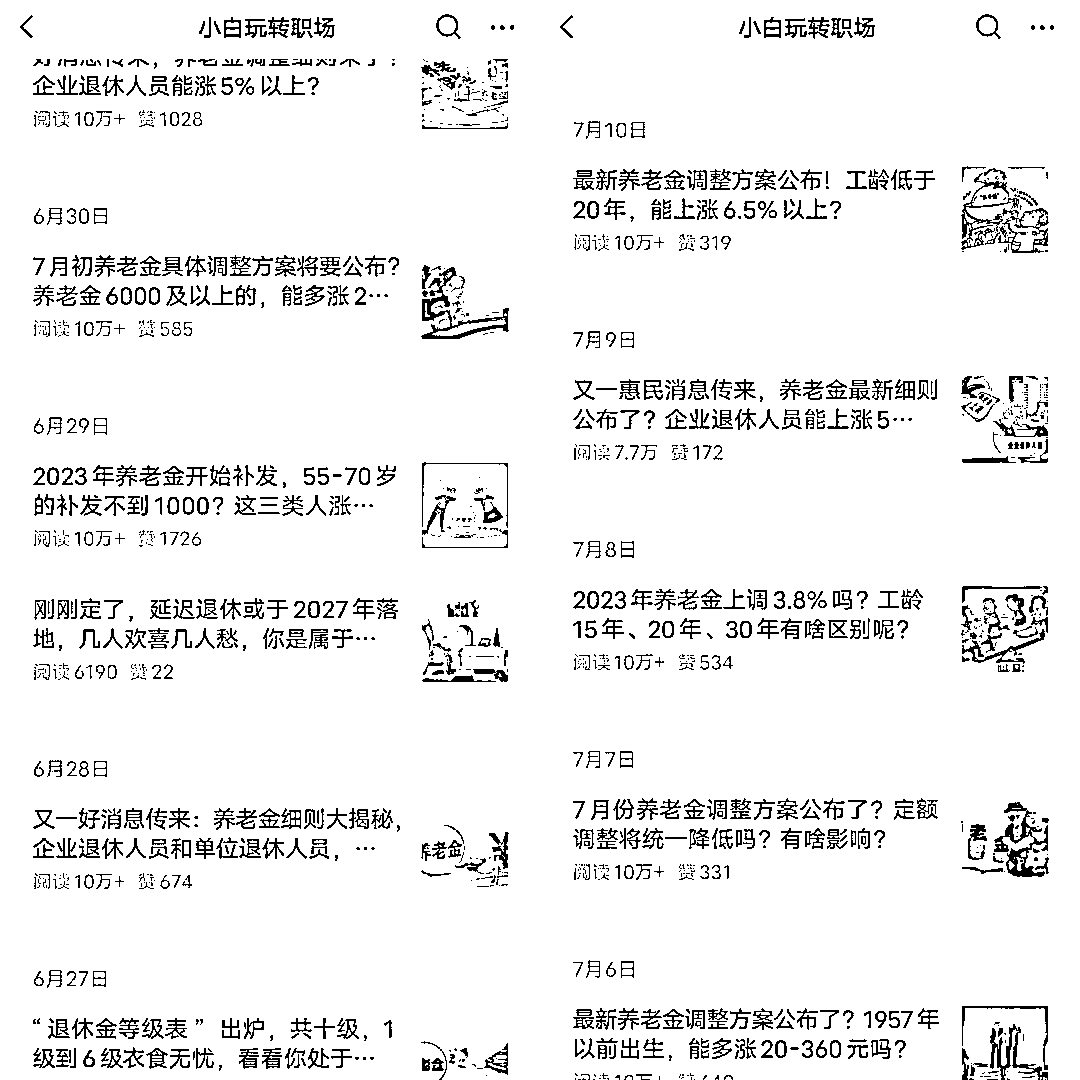 小白玩转职场
好消息传来，养老金调整细则来了！
企业退休人员能涨5%以上？
阅读10万+ 赞1028
6月30日
7月初养老金具体调整方案将要公布？
养老金6000及以上的，能多涨2…
阅读10万+ 赞585
6月29日
2023年养老金开始补发，55-70岁
的补发不到1000？这三类人涨…
阅读10万+ 赞1726
刚刚定了，延迟退休或于2027年落
地，几人欢喜几人愁，你是属于…
阅读6190 赞22
6月28日
又一好消息传来：养老金细则大揭秘，
企业退休人员和单位退休人员，…
养老金
阅读10万+ 赞674
6月27日
“退休金等级表”出炉，共十级，1
级到6级衣食无忧，看看你处于…
小白玩转职场
7月10日
最新养老金调整方案公布！工龄低于
20年，能上涨6.5%以上？
阅读10万+ 赞319
7月9日
又一惠民消息传来，养老金最新细则
公布了？企业退休人员能上涨5…
阅读7.7万 赞172
7月8日
2023年养老金上调3.8%吗？工龄
15年、20年、30年有啥区别呢？
阅读10万+ 赞534
7月7日
7月份养老金调整方案公布了？定额
调整将统一降低吗？有啥影响？
老
阅读10万+ 赞331
7月6日
最新养老金调整方案公布了？1957年
以前出生，能多涨20-360元吗？